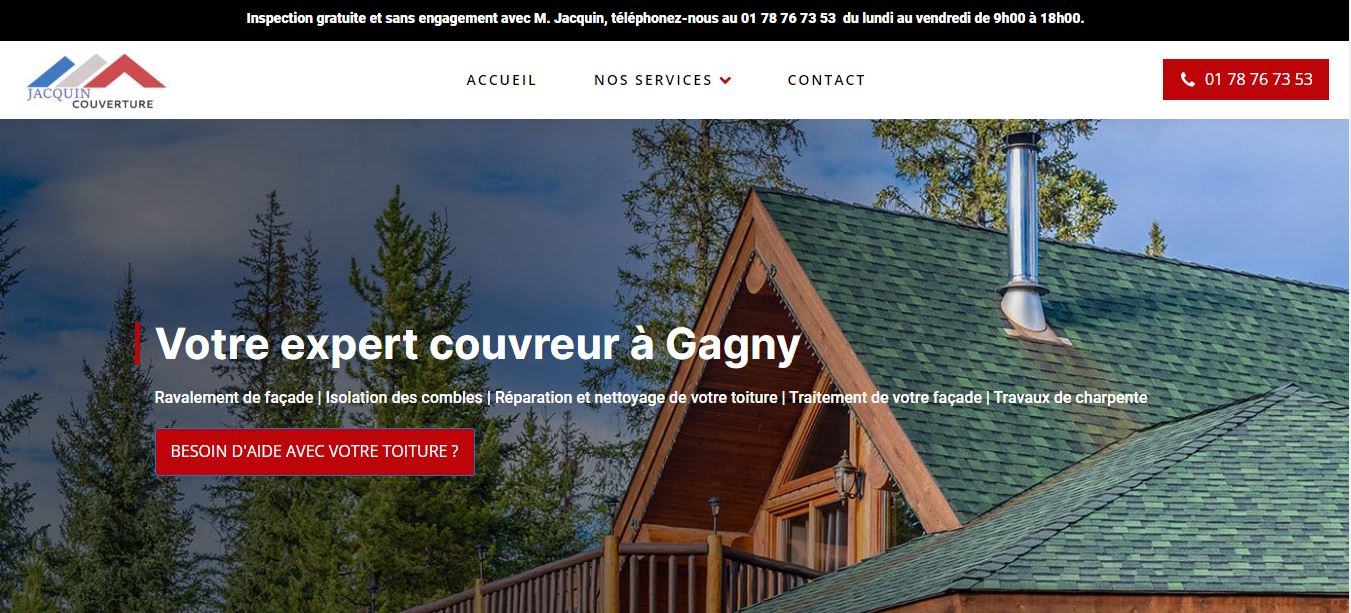 Inspection gratuite et sans engagement avec M. Jacquin, téléphonez-nous au 01 78 76 73 53 du lundi au vendredi de 9h00 à 18h00.
JACQUIN
COUVERTURE
ACCUEIL NOS SERVICES CONTACT 01 78 76 73 53
Votre expert couvreur à Gagny
Ravalement de façade | Isolation des combles | Réparation et nettoyage de votre toiture | Traitement de votre façade | Travaux de charpente
BESOIN D'AIDE AVEC VOTRE TOITURE ?